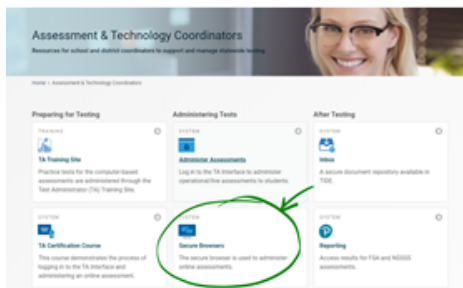 Assessment & Technology Coordinators
Resources for school and district coordinators to support and manage statewide testing.
Home › Assessment & Technology Coordinators
Preparing for Testing
TRAINING
TA Training Site
Practice tests for the computer-based
assessments are administered through the
Test Administrator (TA) Training Site.
SYSTEM
TA Certification Course
This course demonstrates the process of
logging in to the TA Interface and
administering an online assessment.
Administering Tests
SYSTEM
Administer Assessments
Log in to the TA Interface to administer
operational/live assessments to students.
SYSTEM
Secure Browsers
The secure browser is used to administer
online assessments.
After Testing
SYSTEM
Inbox
A secure document repository available in
TIDE.
SYSTEM
Reporting
Access results for FSA and NGSSS
assessments.